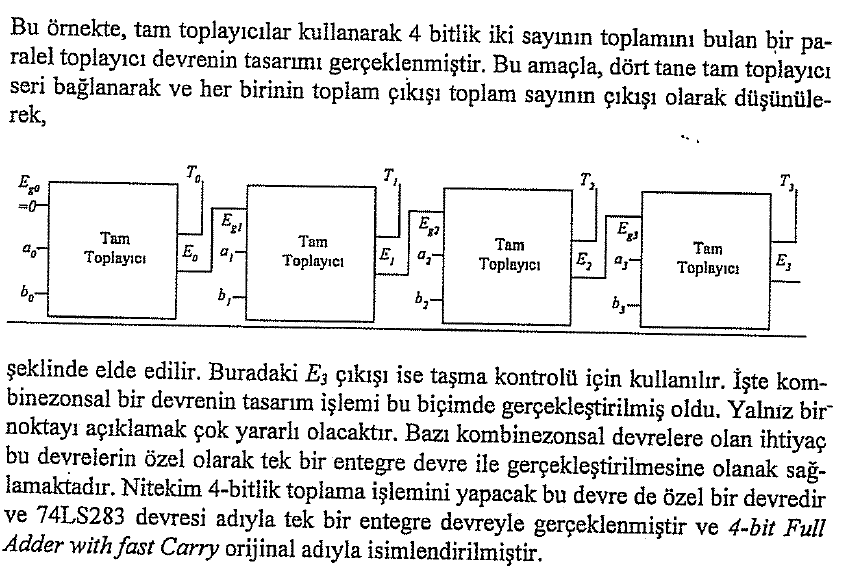 Bu örnekte, tam toplayıcılar kullanarak 4 bitlik iki sayının toplamını bulan bir pa-
ralel toplayıcı devrenin tasarımı gerçeklenmiştir. Bu amaçla, dört tane tam toplayıcı
seri bağlanarak ve her birinin toplam çıkışı toplam sayının çıkışı olarak düşünüle-
rek,
E_g0
=0
a_0
b_0
Tam
Toplayıcı
T_0
E_0
E_g1
a_1
b_1
Tam
Toplayıcı
T_1
E_1
E_g2
a_2
b_2
Tam
Toplayıcı
T_2
E_2
E_g3
a_3
b_3
Tam
Toplayıcı
T_3
E_3
şeklinde elde edilir. Buradaki E_3 çıkışı ise taşma kontrolü için kullanılır. İşte kom-
binezonsal bir devrenin tasarım işlemi bu biçimde gerçekleştirilmiş oldu. Yalnız bir
noktayı açıklamak çok yararlı olacaktır. Bazı kombinezonsal devrelere olan ihtiyaç
bu devrelerin özel olarak tek bir entegre devre ile gerçekleştirilmesine olanak sağ-
lamaktadır. Nitekim 4-bitlik toplama işlemini yapacak bu devre de özel bir devredir
ve 74LS283 devresi adıyla tek bir entegre devreyle gerçeklenmiştir ve 4-bit Full
Adder with fast Carry orijinal adıyla isimlendirilmiştir.